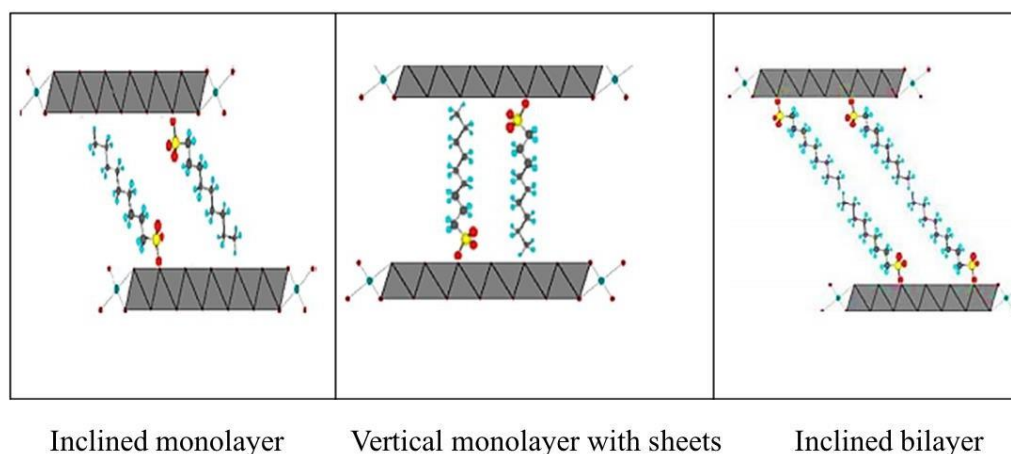 Inclined monolayer
Vertical monolayer with sheets
Inclined bilayer